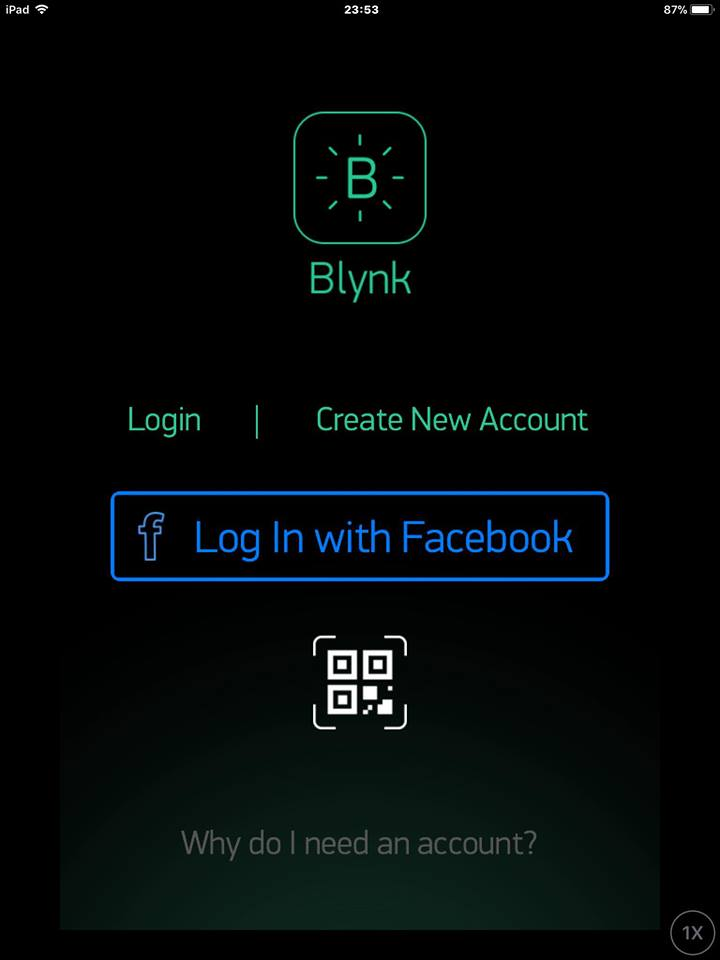 iPad 23:53 87%
B
Blynk
Login | Create New Account
f Log In with Facebook
Why do I need an account?
1X